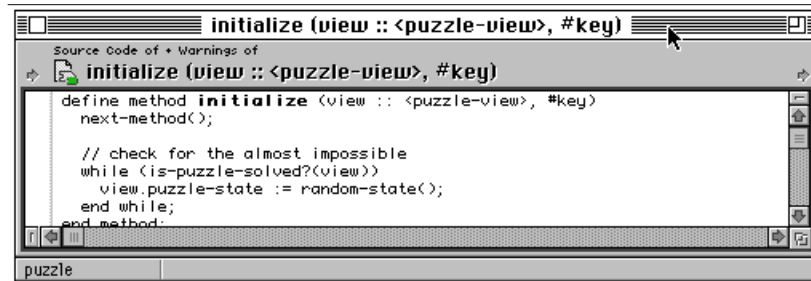 initialize (view :: <puzzle-view>, #key)
Source Code of + Warnings of
initialize (view :: <puzzle-view>, #key)
define method initialize (view :: <puzzle-view>, #key)
next-method();
// check for the almost impossible
while (is-puzzle-solved?(view))
view.puzzle-state := random-state();
end while;
end method;
puzzle